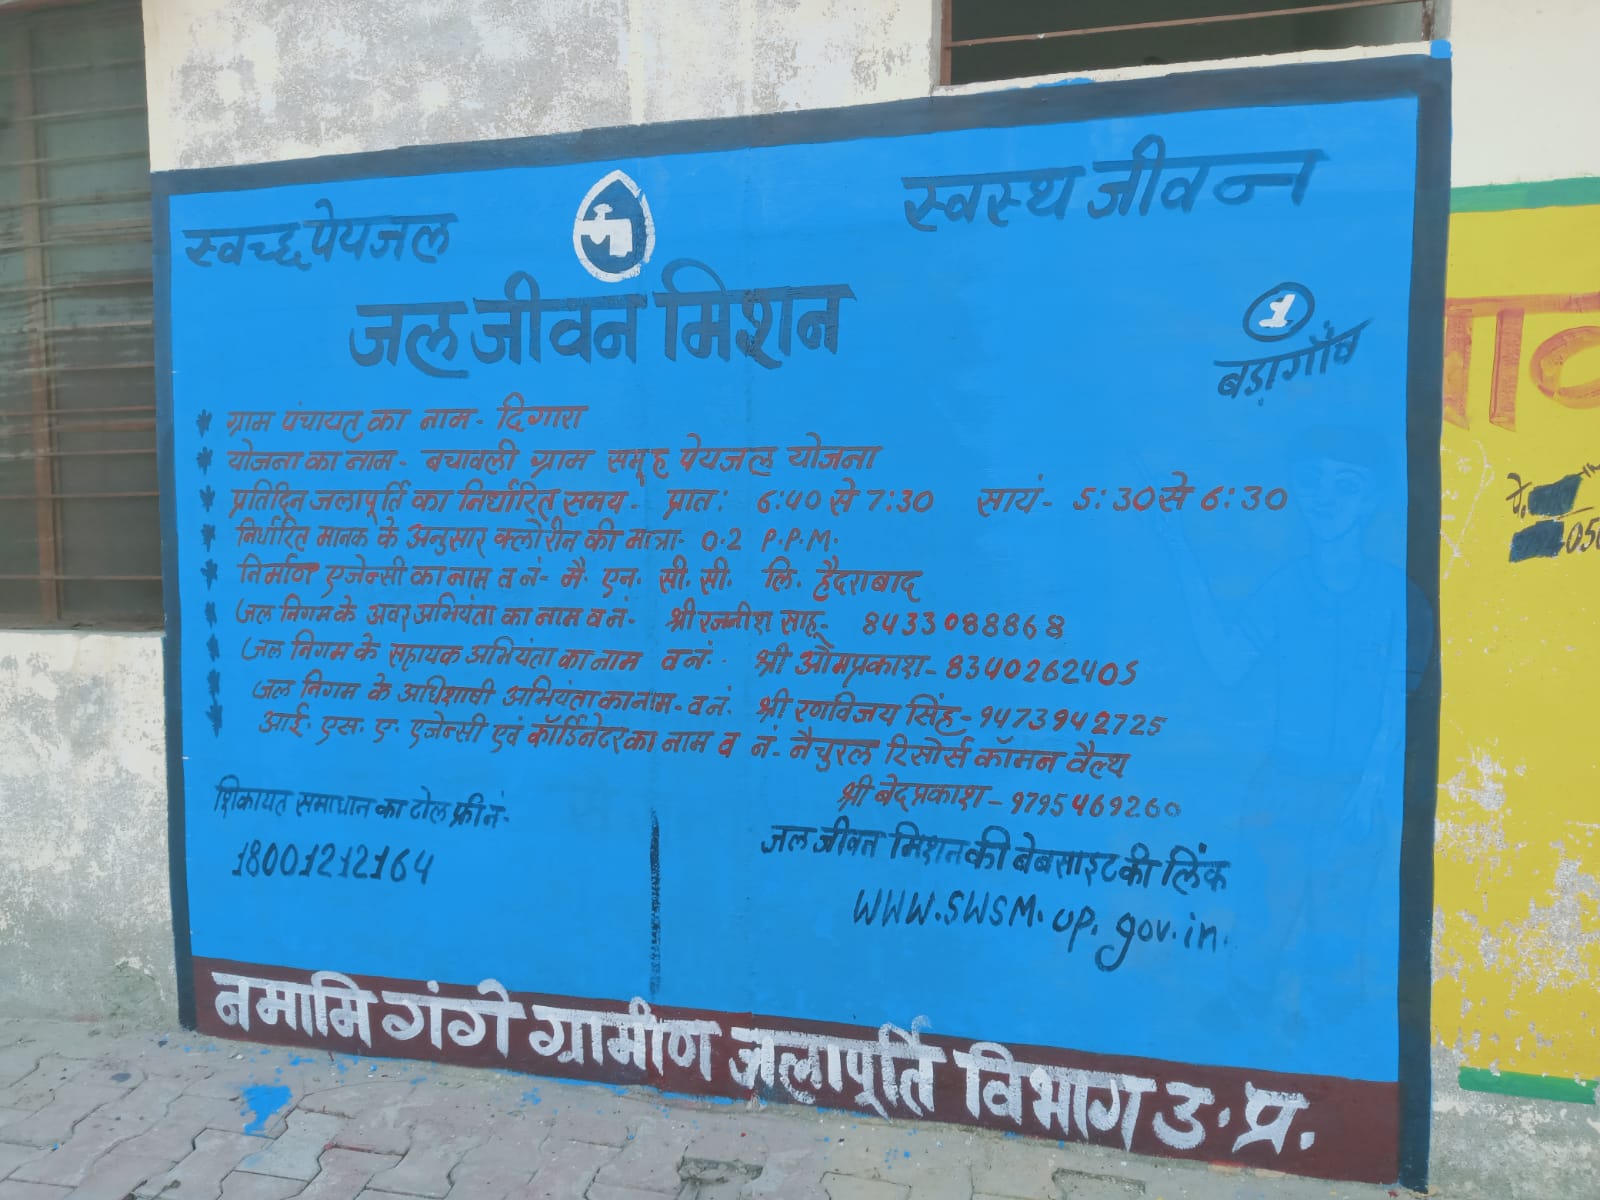 स्वच्छ पेयजल
स्वस्थ जीवन
जल जीवन मिशन
1
बड़ागाँव
ग्राम पंचायत का नाम- दिगारा
योजना का नाम- बचावली ग्राम समूह पेयजल योजना
प्रतिदिन जलापूर्ति का निर्धारित समय- प्रात: 6:40 से 7:30 सायं- 5:30 से 6:30
निर्धारित मानक के अनुसार क्लोरीन की मात्रा- 0.2 P.P.M.
निर्माण एजेन्सी का नाम व नं- मै. एन. सी. सी. लि. हैदराबाद
जल निगम के अवर अभियंता का नाम व नं- श्री रजनीश साहू- 8433088868
जल निगम के सहायक अभियंता का नाम व नं.. श्री ओमप्रकाश- 8340262405
जल निगम के अधिशाषी अभियंता का नाम- व नं. श्री रणविजय सिंह- 9473942725
आई. एस. ए. एजेन्सी एवं कॉर्डिनेटर का नाम व नं- नैचुरल रिसोर्स कॉमन वैल्थ
श्री बेदप्रकाश- 9795469260
शिकायत समाधान का टोल फ्री नं-
18001212164
जल जीवन मिशन की बेबसाइट की लिंक
WWW.SWSM.UP.gov.in.
नमामि गंगे ग्रामीण जलापूर्ति विभाग उ.प्र.